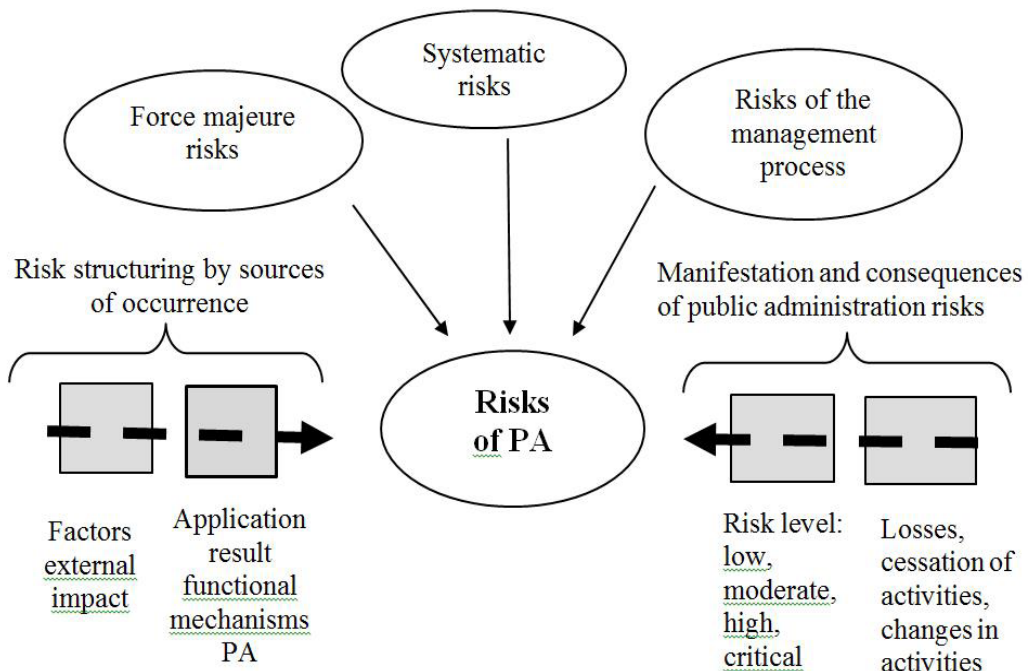 Systematic
risks
Force majeure
risks
Risks of the
management
process
Risk structuring by sources
of occurrence
Manifestation and consequences
of public administration risks
Risks
of PA
Factors
external
impact
Application
result
functional
mechanisms
PA
Risk level:
low,
moderate,
high,
critical
Losses,
cessation of
activities,
changes in
activities